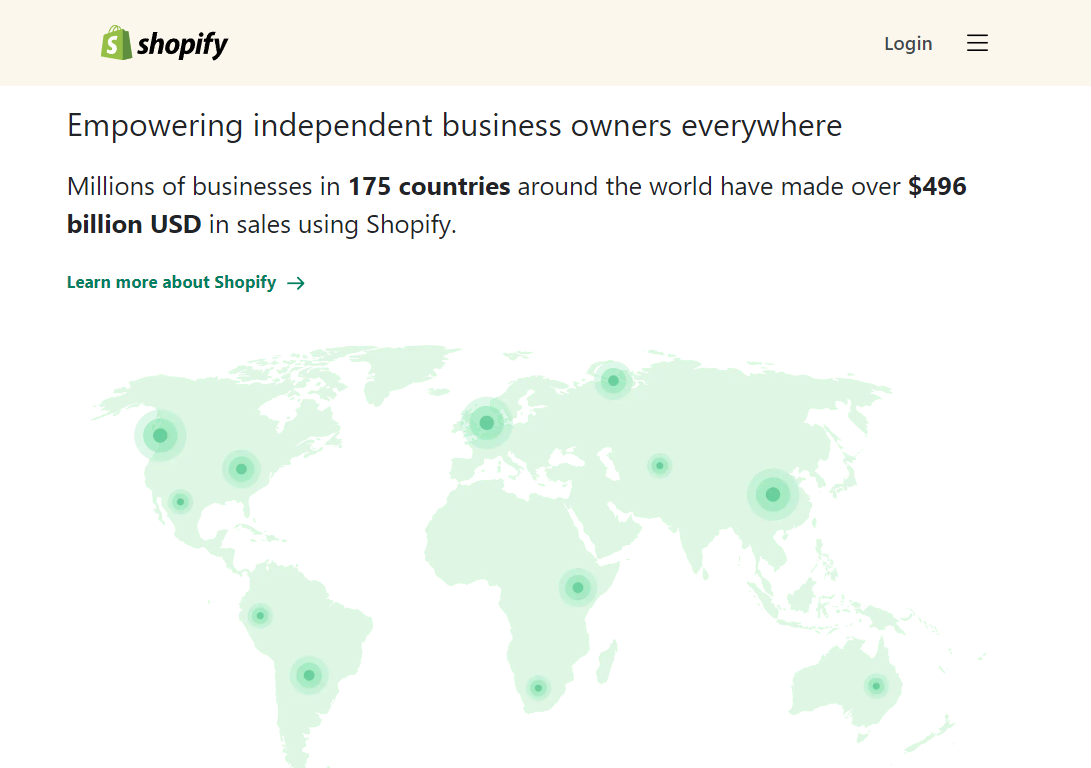 shopify
Login
Empowering independent business owners everywhere
Millions of businesses in 175 countries around the world have made over $496
billion USD in sales using Shopify.
Learn more about Shopify →